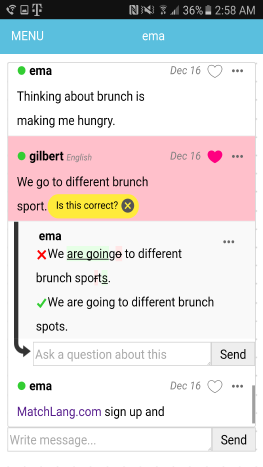 36% 2:58 AM
MENU
ema
ema Dec 16
Thinking about brunch is
making me hungry.
gilbert English Dec 16
We go to different brunch
sport. Is this correct?
ema
We are goingo to different
brunch sports.
We are going to different brunch
spots.
Ask a question about this Send
ema Dec 16
MatchLang.com sign up and
Write message... Send